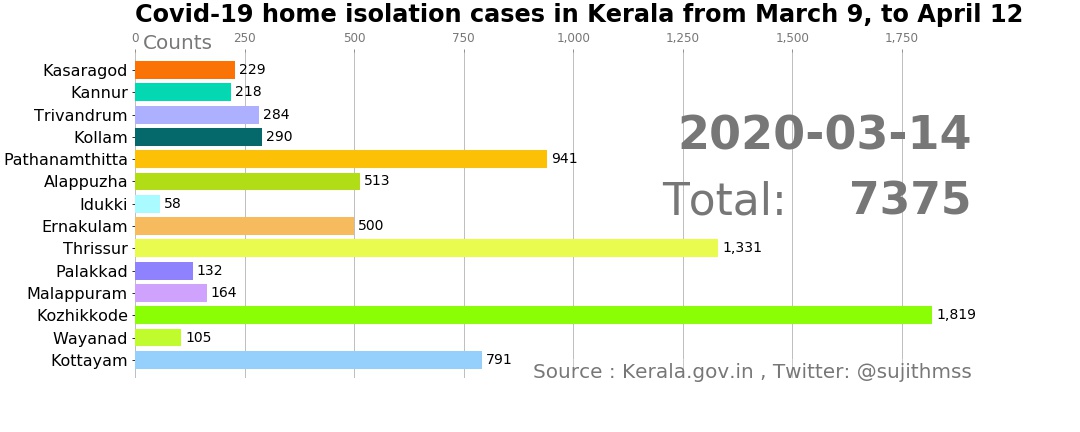 Covid-19 home isolation cases in Kerala from March 9, to April 12
0 250 500 750 1,000 1,250 1,500 1,750
Counts
Kasaragod 229
Kannur 218
Trivandrum 284
Kollam 290
2020-03-14
Pathanamthitta 941
Alappuzha 513
Total: 7375
Idukki 58
Ernakulam 500
Thrissur 1,331
Palakkad 132
Malappuram 164
Kozhikkode 1,819
Wayanad 105
Kottayam 791
Source : Kerala.gov.in , Twitter: @sujithmss